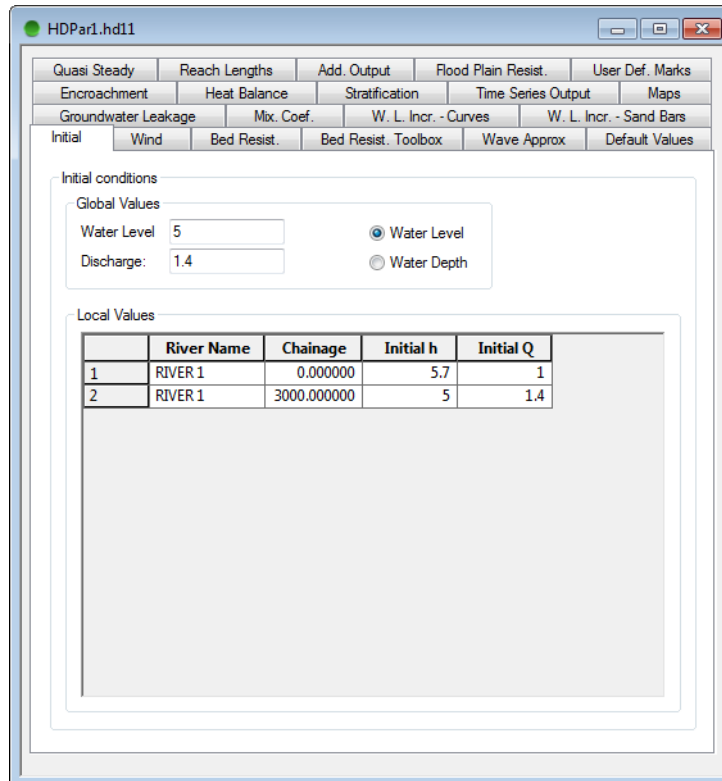 HDPar1.hd11
Quasi Steady Reach Lengths Add. Output Flood Plain Resist. User Def. Marks
Encroachment Heat Balance Stratification Time Series Output Maps
Groundwater Leakage Mix. Coef. W. L. Incr. - Curves W. L. Incr. - Sand Bars
Initial Wind Bed Resist. Bed Resist. Toolbox Wave Approx Default Values
Initial conditions
Global Values
Water Level 5 Water Level
Discharge: 1.4 Water Depth
Local Values
River Name Chainage Initial h Initial Q
1 RIVER 1 0.000000 5.7 1
2 RIVER 1 3000.000000 5 1.4